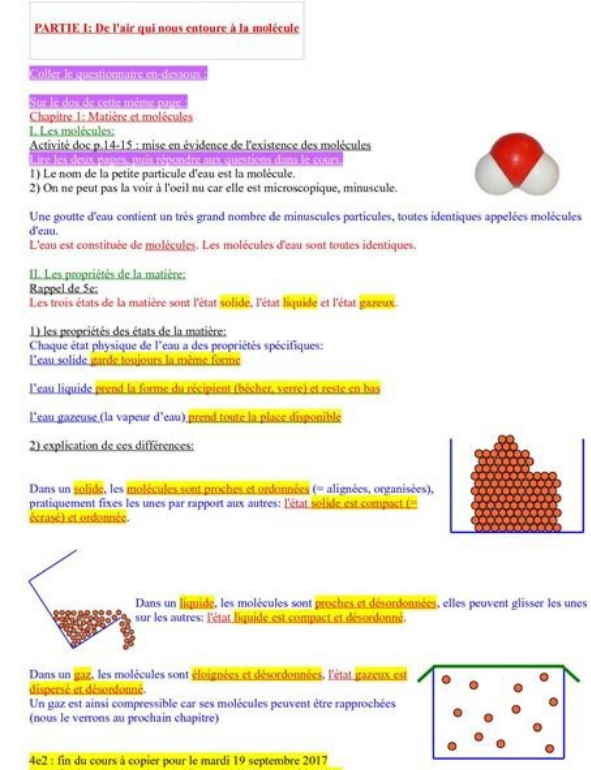 PARTIE I: De l'air qui nous entoure à la molécule
Coller le questionnaire en-dessous :
Sur le dos de cette même page :
Chapitre 1: Matière et molécules
I. Les molécules:
Activité doc p.14-15 : mise en évidence de l'existence des molécules
Lire les deux pages, puis répondre aux questions dans le cours.
1) Le nom de la petite particule d'eau est la molécule.
2) On ne peut pas la voir à l'oeil nu car elle est microscopique, minuscule.
Une goutte d'eau contient un très grand nombre de minuscules particules, toutes identiques appelées molécules
d'eau.
L'eau est constituée de molécules. Les molécules d'eau sont toutes identiques.
II. Les propriétés de la matière:
Rappel de 5e:
Les trois états de la matière sont l'état solide, l'état liquide et l'état gazeux.
1) les propriétés des états de la matière:
Chaque état physique de l'eau a des propriétés spécifiques:
l'eau solide garde toujours la même forme
l'eau liquide prend la forme du récipient (bécher, verre) et reste en bas
l'eau gazeuse (la vapeur d'eau) prend toute la place disponible
2) explication de ces différences:
Dans un solide, les molécules sont proches et ordonnées (= alignées, organisées),
pratiquement fixes les unes par rapport aux autres: l'état solide est compact (=
écrasé) et ordonnée.
Dans un liquide, les molécules sont proches et désordonnées, elles peuvent glisser les unes
sur les autres: l'état liquide est compact et désordonné.
Dans un gaz, les molécules sont éloignées et désordonnées, l'état gazeux est
dispersé et désordonné.
Un gaz est ainsi compressible car ses molécules peuvent être rapprochées
(nous le verrons au prochain chapitre)
4e2 : fin du cours à copier pour le mardi 19 septembre 2017